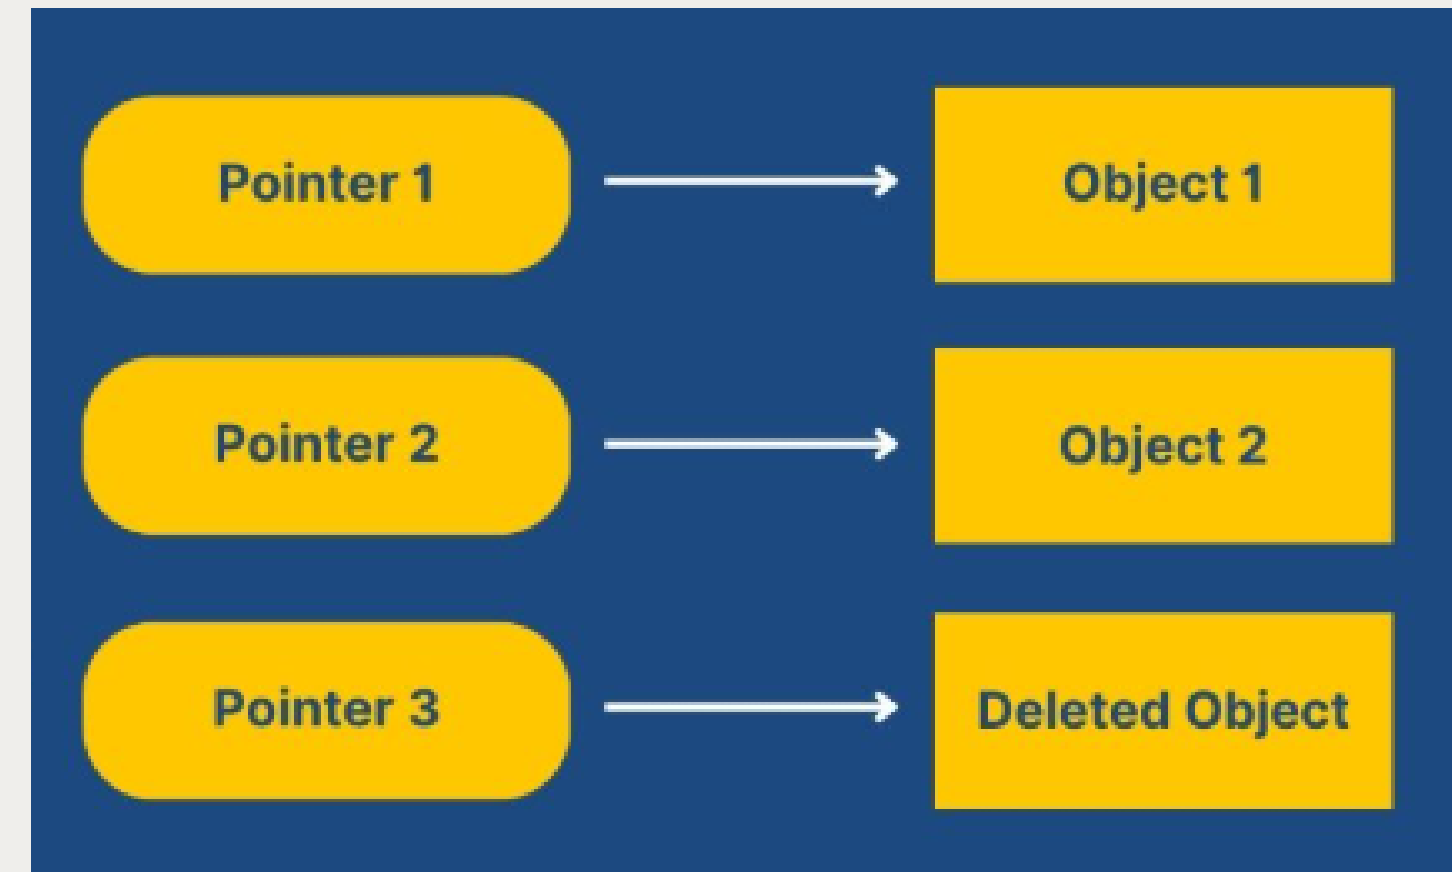 Pointer 1
Object 1
Pointer 2
Object 2
Pointer 3
Deleted Object